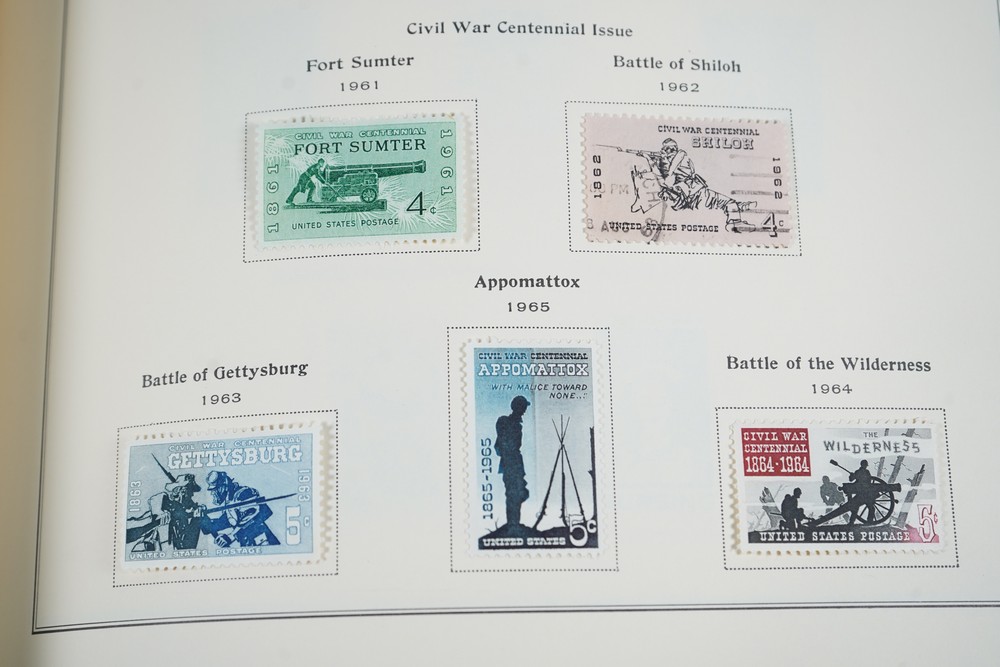 Civil War Centennial Issue
Fort Sumter
1961
CIVIL WAR CENTENNIAL
FORT SUMTER
1861
1961
4¢
UNITED STATES POSTAGE
Battle of Shiloh
1962
CIVIL WAR CENTENNIAL
SHILOH
1862
1962
PM
8 AUG
4¢
UNITED STATES POSTAGE
Appomattox
1965
CIVIL WAR CENTENNIAL
APPOMATTOX
"WITH MALICE TOWARD
NONE..."
1865-1965
5¢
UNITED STATES
Battle of Gettysburg
1963
CIVIL WAR CENTENNIAL
GETTYSBURG
1863
1963
5¢
UNITED STATES POSTAGE
Battle of the Wilderness
1964
CIVIL WAR
CENTENNIAL
1864-1964
THE
WILDERNESS
5¢
UNITED STATES POSTAGE